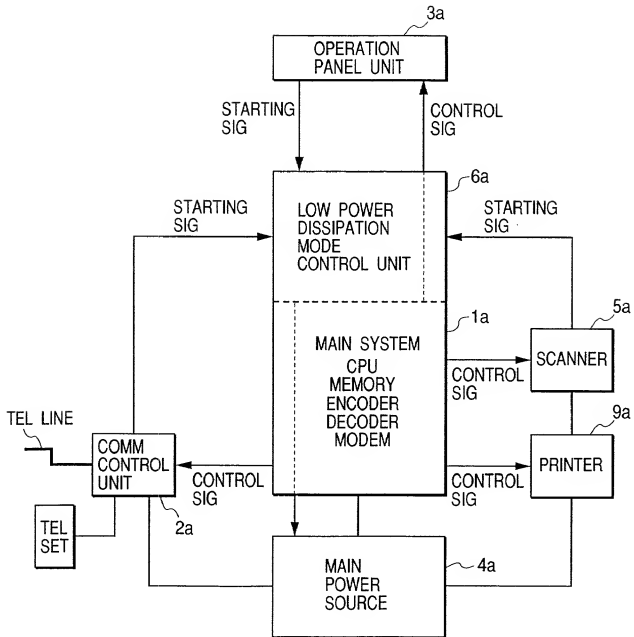 3a
OPERATION
PANEL UNIT
STARTING
SIG
CONTROL
SIG
6a
STARTING
SIG
LOW POWER
DISSIPATION
MODE
CONTROL UNIT
STARTING
SIG
1a
5a
MAIN SYSTEM
CPU
MEMORY
ENCODER
DECODER
MODEM
SCANNER
CONTROL
SIG
9a
TEL LINE
COMM
CONTROL
UNIT
CONTROL
SIG
PRINTER
CONTROL
SIG
2a
TEL
SET
MAIN
POWER
SOURCE
4a